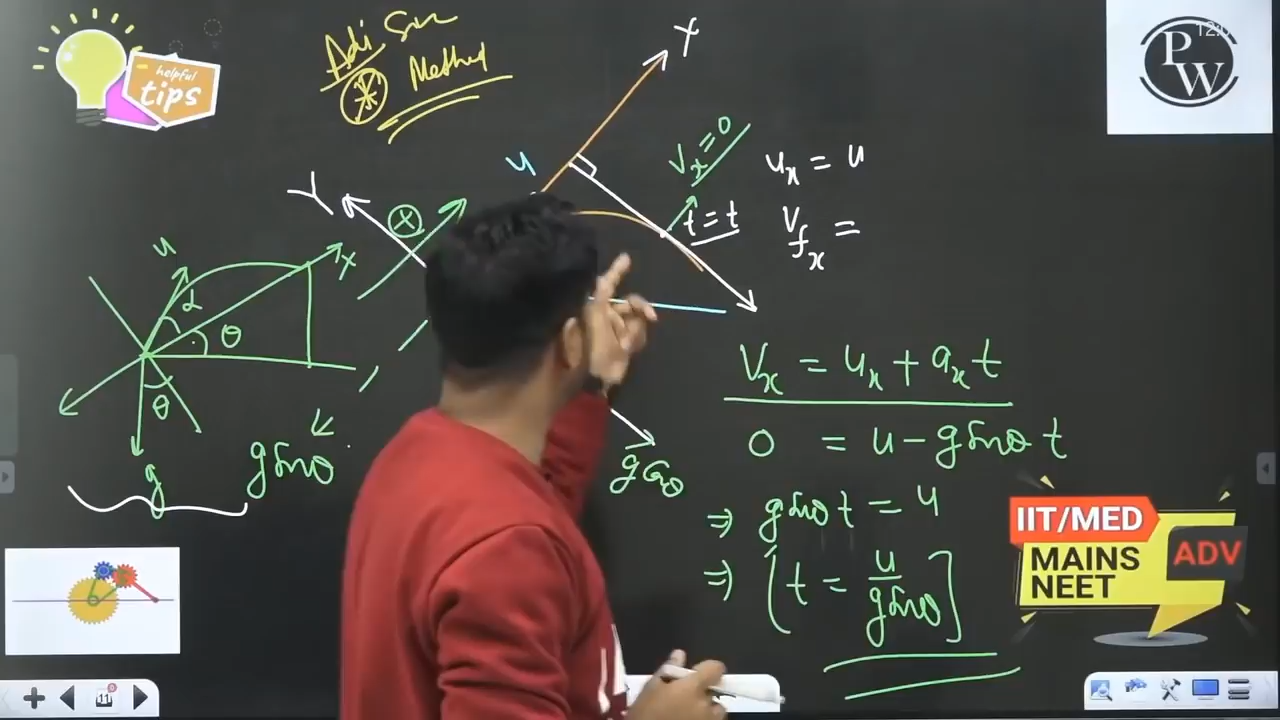 helpful
tips
Adi Sir
Method
PW
X
u
Vx = 0
t = t
ux = u
Vfx =
Y
x
u
α
θ
x
θ
g
g sinθ
g cosθ
Vx = ux + ax t
0 = u - g sinθ t
⇒ g sinθ t = u
⇒ [t = u / g sinθ]
IIT/MED
MAINS
NEET
ADV
11